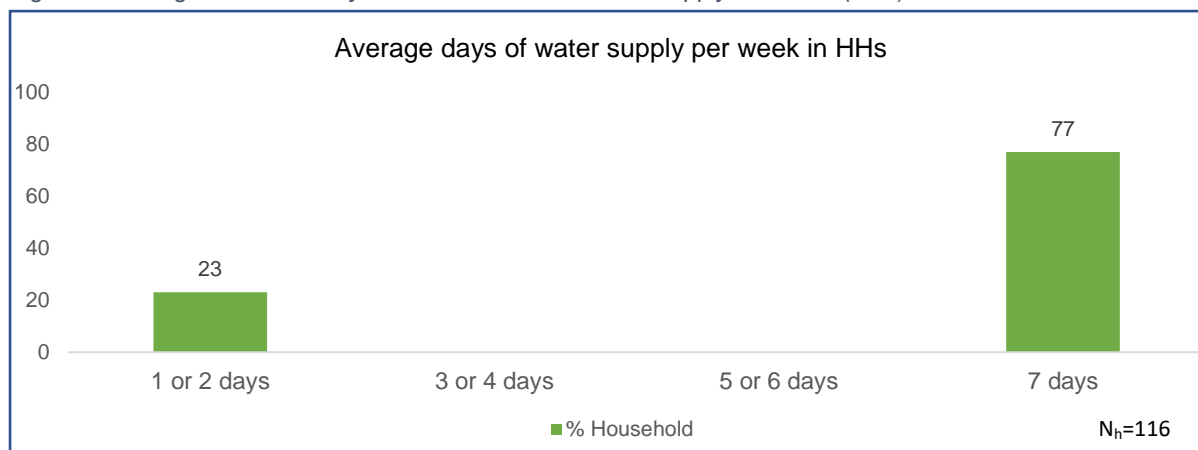 Average days of water supply per week in HHs
100
80
60
40
20
0
23
77
1 or 2 days 3 or 4 days 5 or 6 days 7 days
% Household
Nh=116